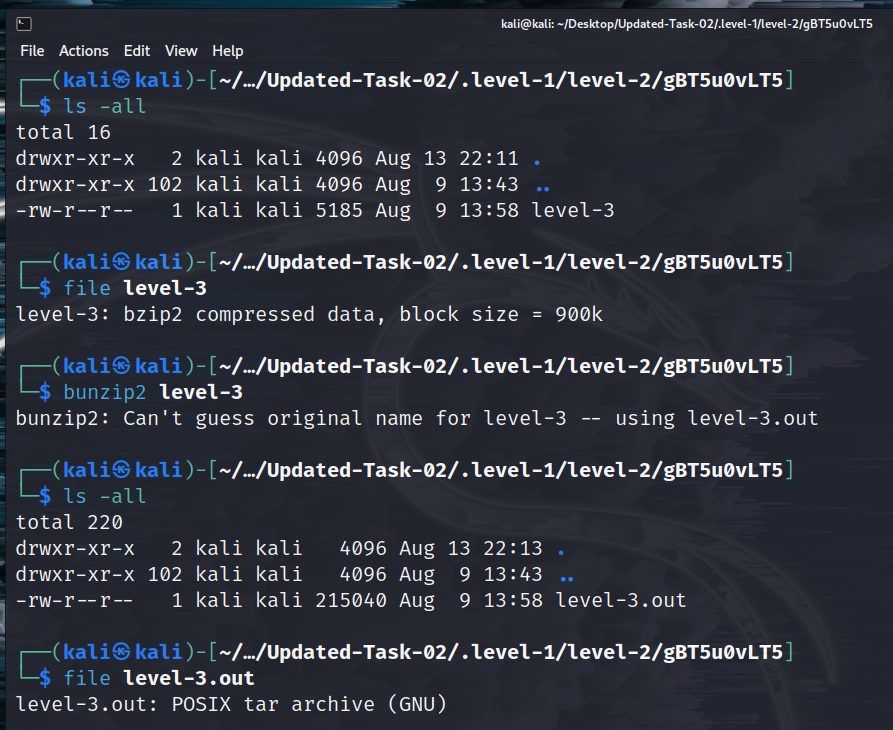 kali@kali: ~/Desktop/Updated-Task-02/.level-1/level-2/gBT5u0vLT5
File Actions Edit View Help
┌──(kali㉿kali)-[~/…/Updated-Task-02/.level-1/level-2/gBT5u0vLT5]
└─$ ls -all
total 16
drwxr-xr-x   2 kali kali 4096 Aug 13 22:11 .
drwxr-xr-x 102 kali kali 4096 Aug  9 13:43 ..
-rw-r--r--   1 kali kali 5185 Aug  9 13:58 level-3
┌──(kali㉿kali)-[~/…/Updated-Task-02/.level-1/level-2/gBT5u0vLT5]
└─$ file level-3
level-3: bzip2 compressed data, block size = 900k
┌──(kali㉿kali)-[~/…/Updated-Task-02/.level-1/level-2/gBT5u0vLT5]
└─$ bunzip2 level-3
bunzip2: Can't guess original name for level-3 -- using level-3.out
┌──(kali㉿kali)-[~/…/Updated-Task-02/.level-1/level-2/gBT5u0vLT5]
└─$ ls -all
total 220
drwxr-xr-x   2 kali kali   4096 Aug 13 22:13 .
drwxr-xr-x 102 kali kali   4096 Aug  9 13:43 ..
-rw-r--r--   1 kali kali 215040 Aug  9 13:58 level-3.out
┌──(kali㉿kali)-[~/…/Updated-Task-02/.level-1/level-2/gBT5u0vLT5]
└─$ file level-3.out
level-3.out: POSIX tar archive (GNU)